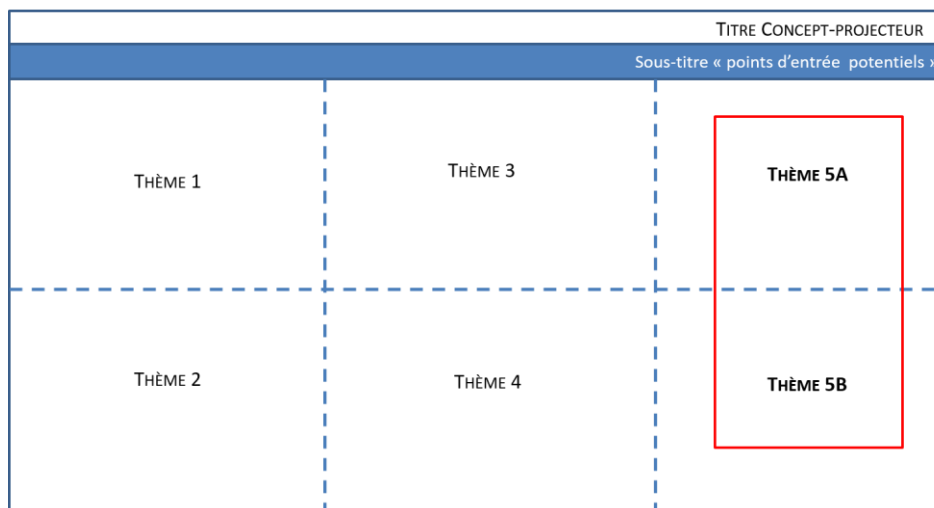 TITRE CONCEPT-PROJECTEUR
Sous-titre « points d'entrée potentiels »
THÈME 1
THÈME 3
THÈME 5A
THÈME 2
THÈME 4
THÈME 5B